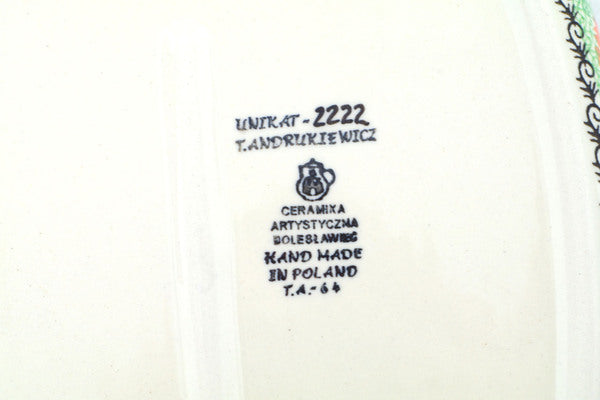 UNIKAT - 2222
T. ANDRUKIEWICZ
CERAMIKA
ARTYSTYCZNA
BOLESŁAWIEC
HAND MADE
IN POLAND
T.A.-64